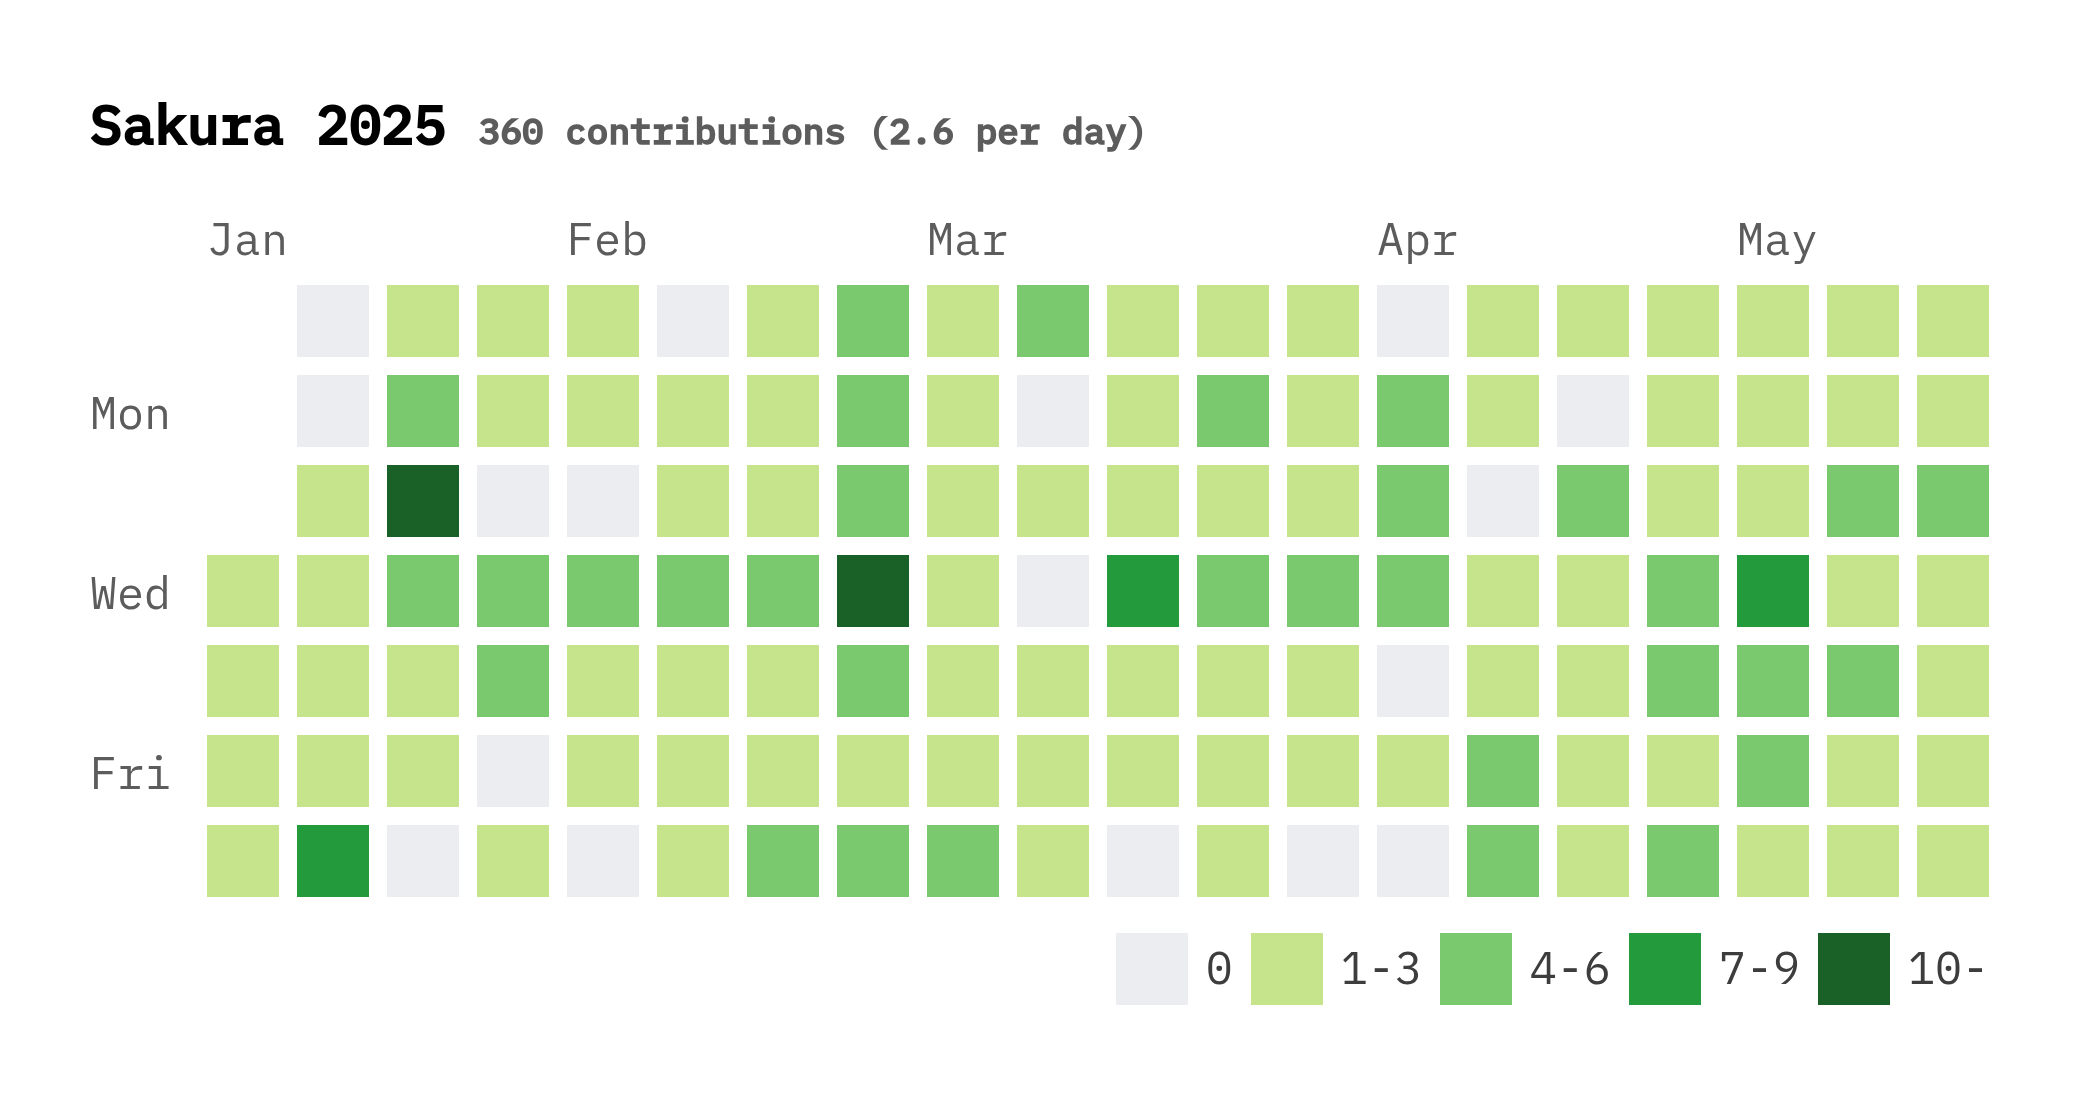 Sakura 2025 360 contributions (2.6 per day)
Jan Feb Mar Apr May
Mon
Wed
Fri
0 1-3 4-6 7-9 10-